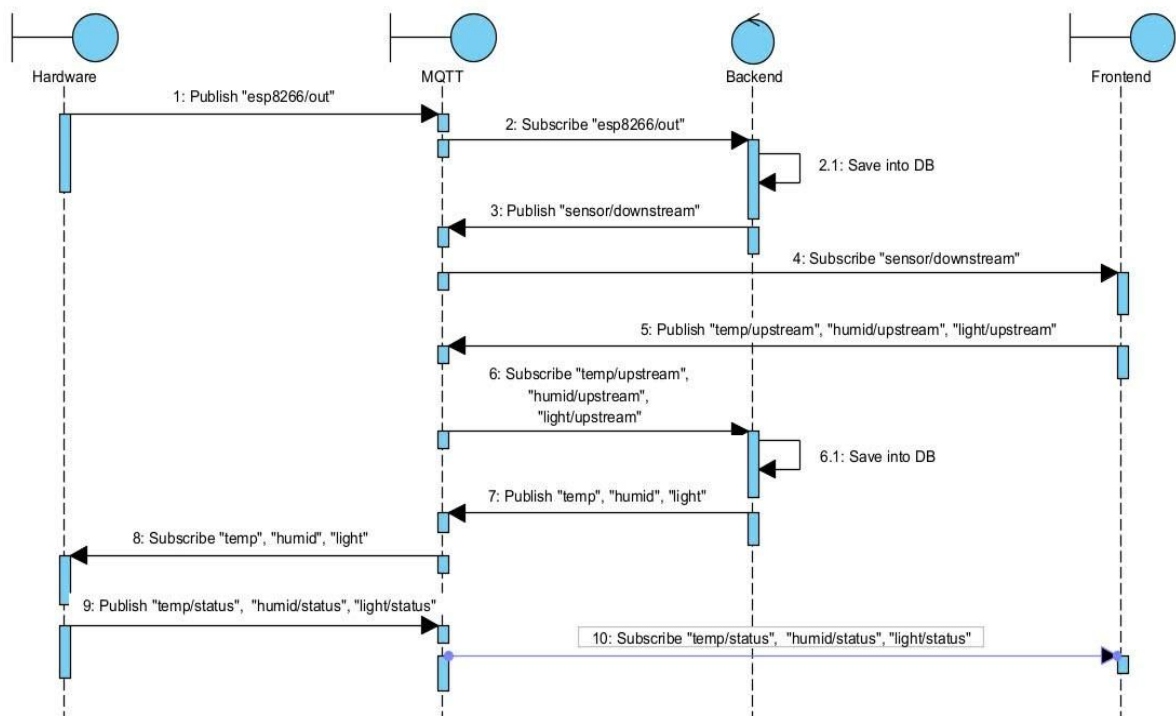 Hardware
MQTT
Backend
Frontend
1: Publish "esp8266/out"
2: Subscribe "esp8266/out"
2.1: Save into DB
3: Publish "sensor/downstream"
4: Subscribe "sensor/downstream"
5: Publish "temp/upstream", "humid/upstream", "light/upstream"
6: Subscribe "temp/upstream",
"humid/upstream",
"light/upstream"
6.1: Save into DB
7: Publish "temp", "humid", "light"
8: Subscribe "temp", "humid", "light"
9: Publish "temp/status", "humid/status", "light/status"
10: Subscribe "temp/status", "humid/status", "light/status"